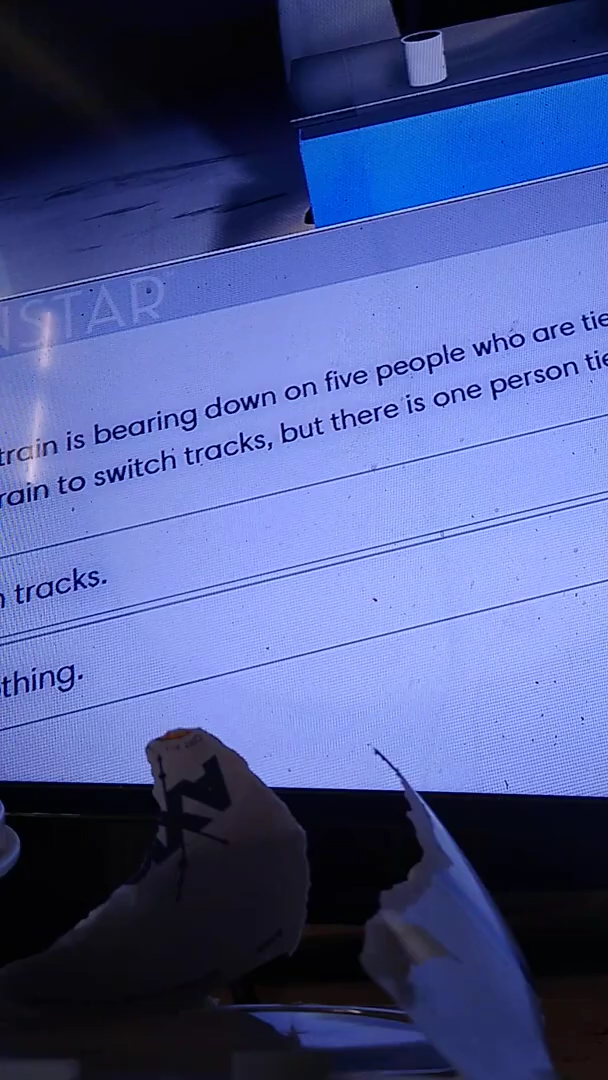 NSTAR
train is bearing down on five people who are tie
rain to switch tracks, but there is one person tie
n tracks.
thing.